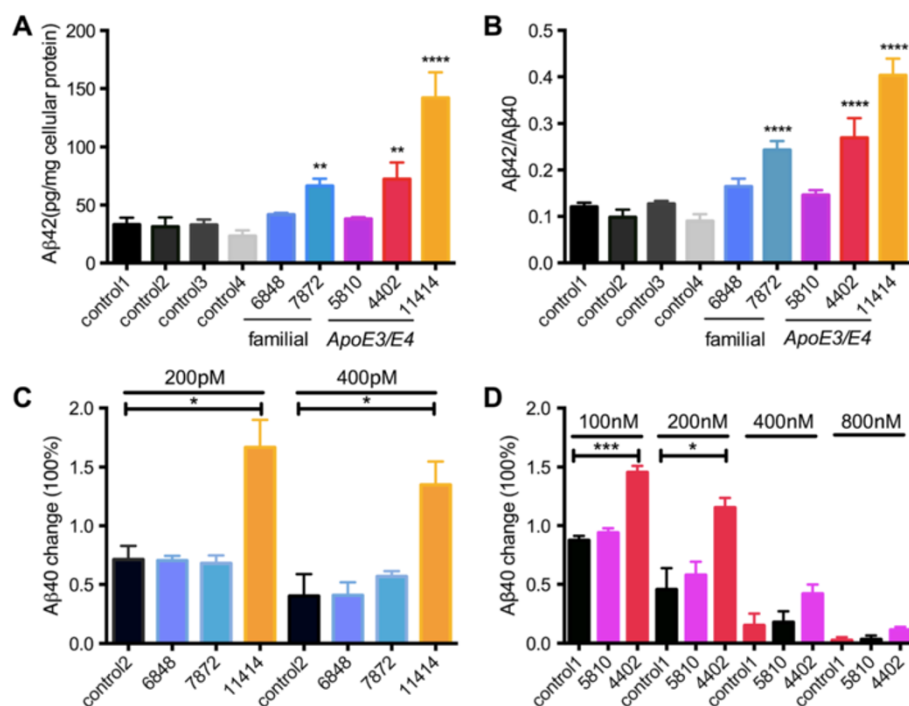 A
Aβ42(pg/mg cellular protein)
200
150
100
50
0
**
**
****
control1
control2
control3
control4
6848
7872
5810
4402
11414
familial
ApoE3/E4
B
Aβ42/Aβ40
0.5
0.4
0.3
0.2
0.1
0.0
****
****
****
control1
control2
control3
control4
6848
7872
5810
4402
11414
familial
ApoE3/E4
C
200pM
400pM
*
*
Aβ40 change (100%)
2.0
1.5
1.0
0.5
0.0
control2
6848
7872
11414
control2
6848
7872
11414
D
100nM
200nM
400nM
800nM
***
*
Aβ40 change (100%)
2.0
1.5
1.0
0.5
0.0
control1
5810
4402
control1
5810
4402
control1
5810
4402
control1
5810
4402